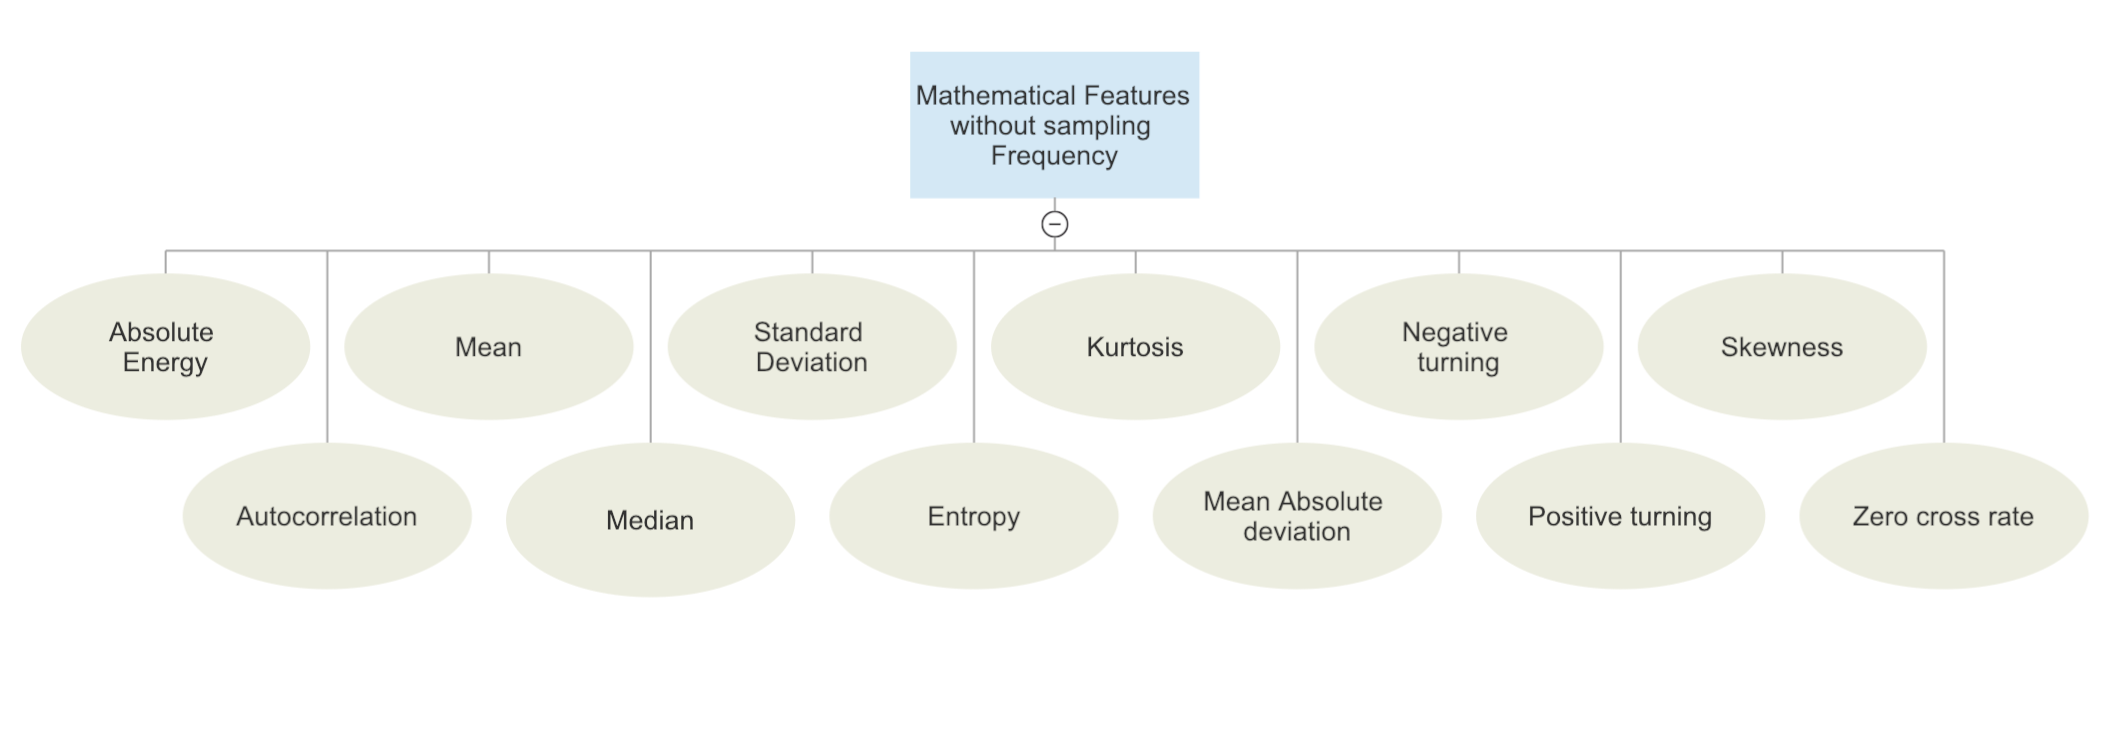 Mathematical Features
without sampling
Frequency
Absolute
Energy
Mean
Standard
Deviation
Kurtosis
Negative
turning
Skewness
Autocorrelation
Median
Entropy
Mean Absolute
deviation
Positive turning
Zero cross rate